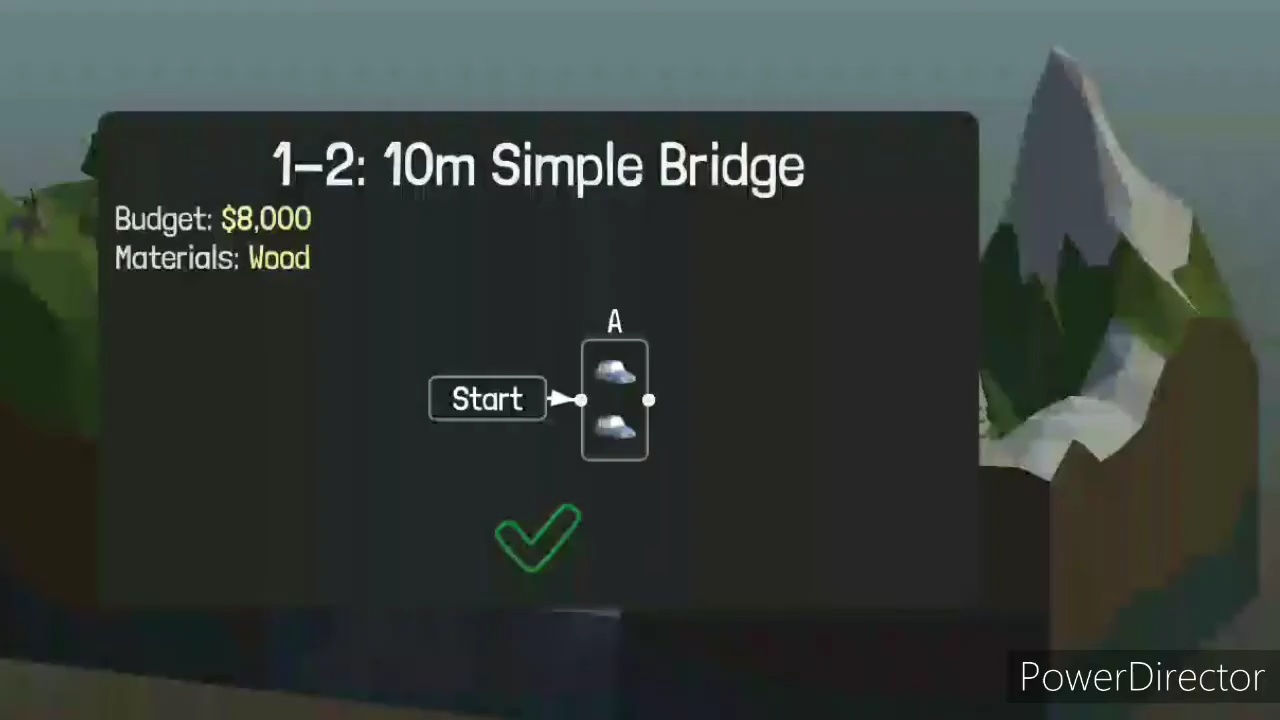 1-2: 10m Simple Bridge
Budget: $8,000
Materials: Wood
A
Start
PowerDirector